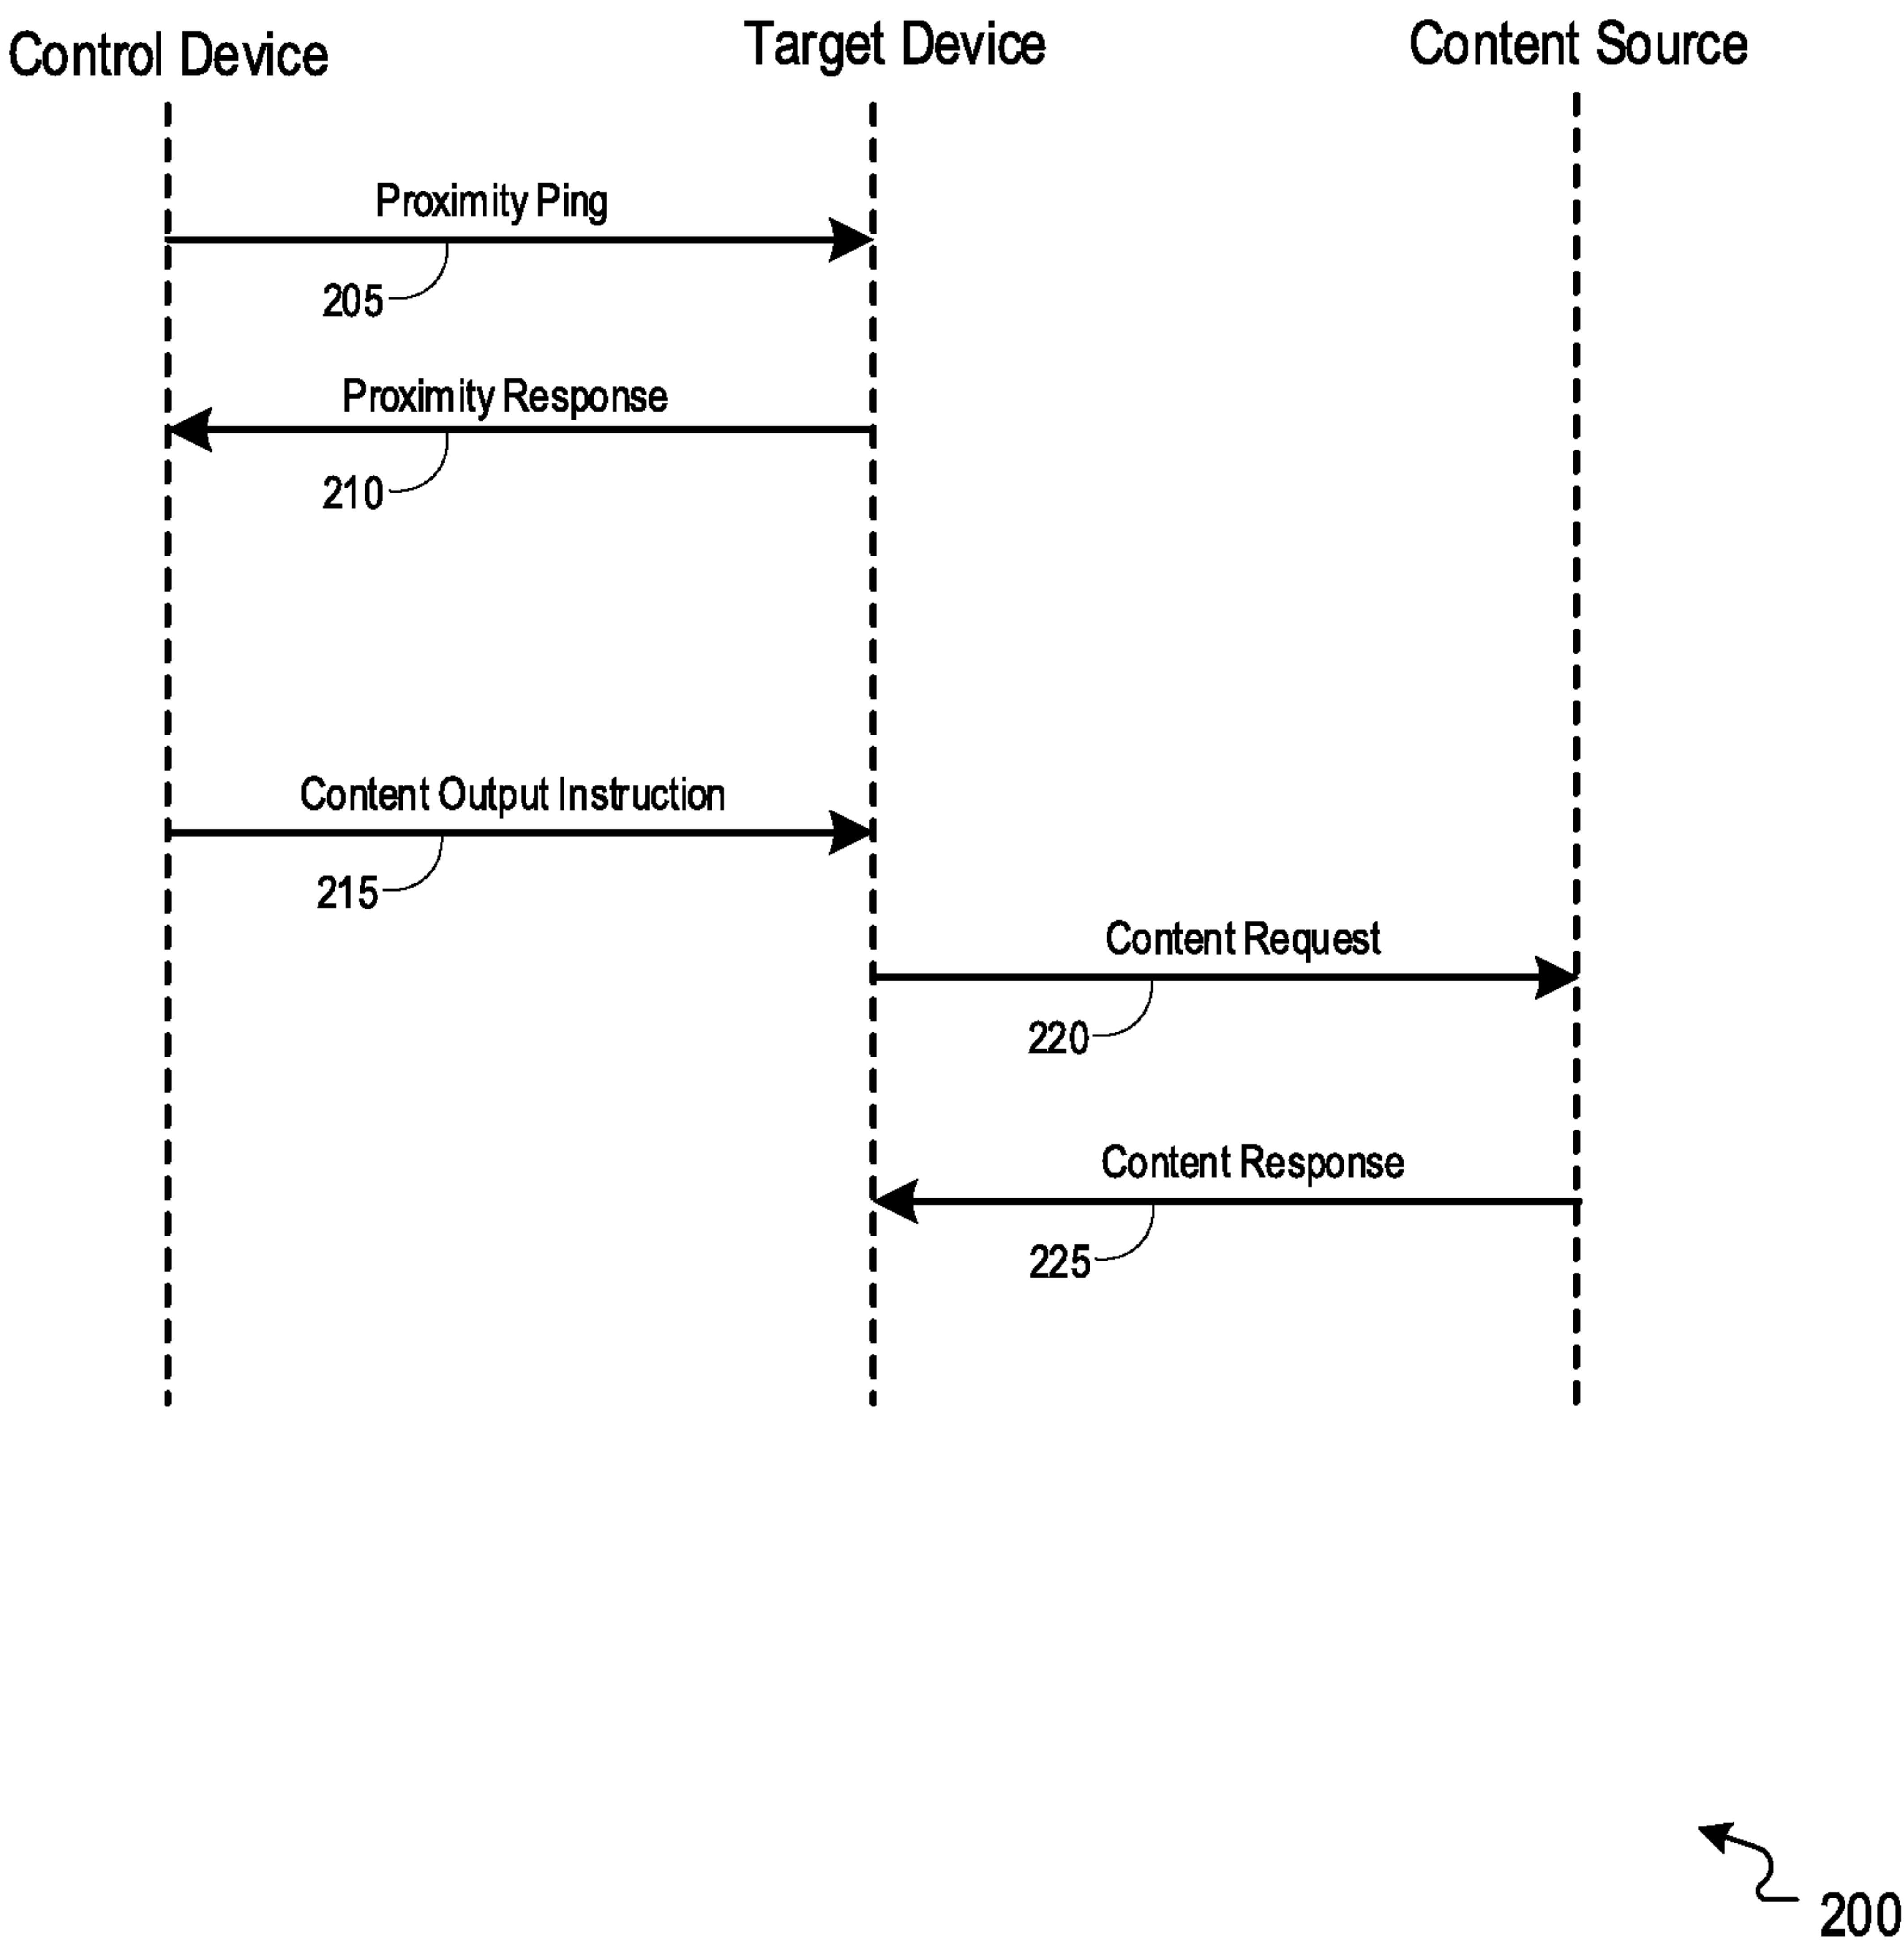 Control Device
Target Device
Content Source
Proximity Ping
205
Proximity Response
210
Content Output Instruction
215
Content Request
220
Content Response
225
200